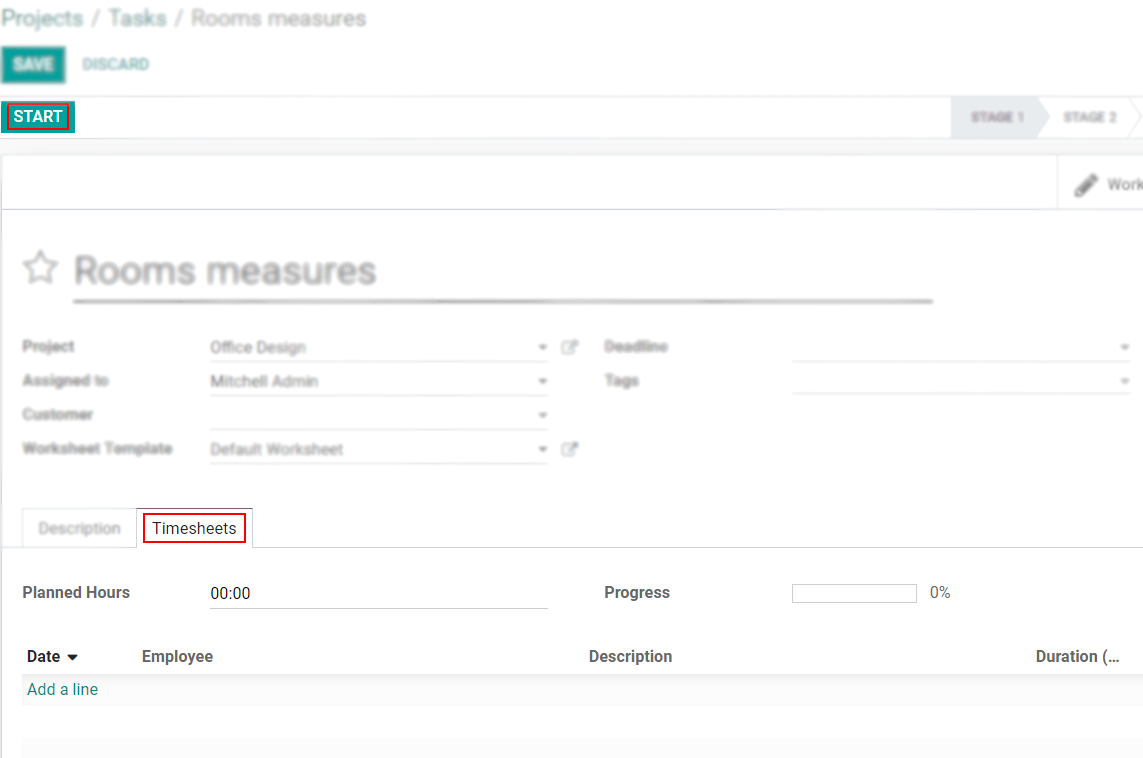 Projects / Tasks / Rooms measures
SAVE DISCARD
START STAGE 1 STAGE 2
Work
Rooms measures
Project Office Design Deadline
Assigned to Mitchell Admin Tags
Customer
Worksheet Template Default Worksheet
Description Timesheets
Planned Hours 00:00 Progress 0%
Date Employee Description Duration (...
Add a line